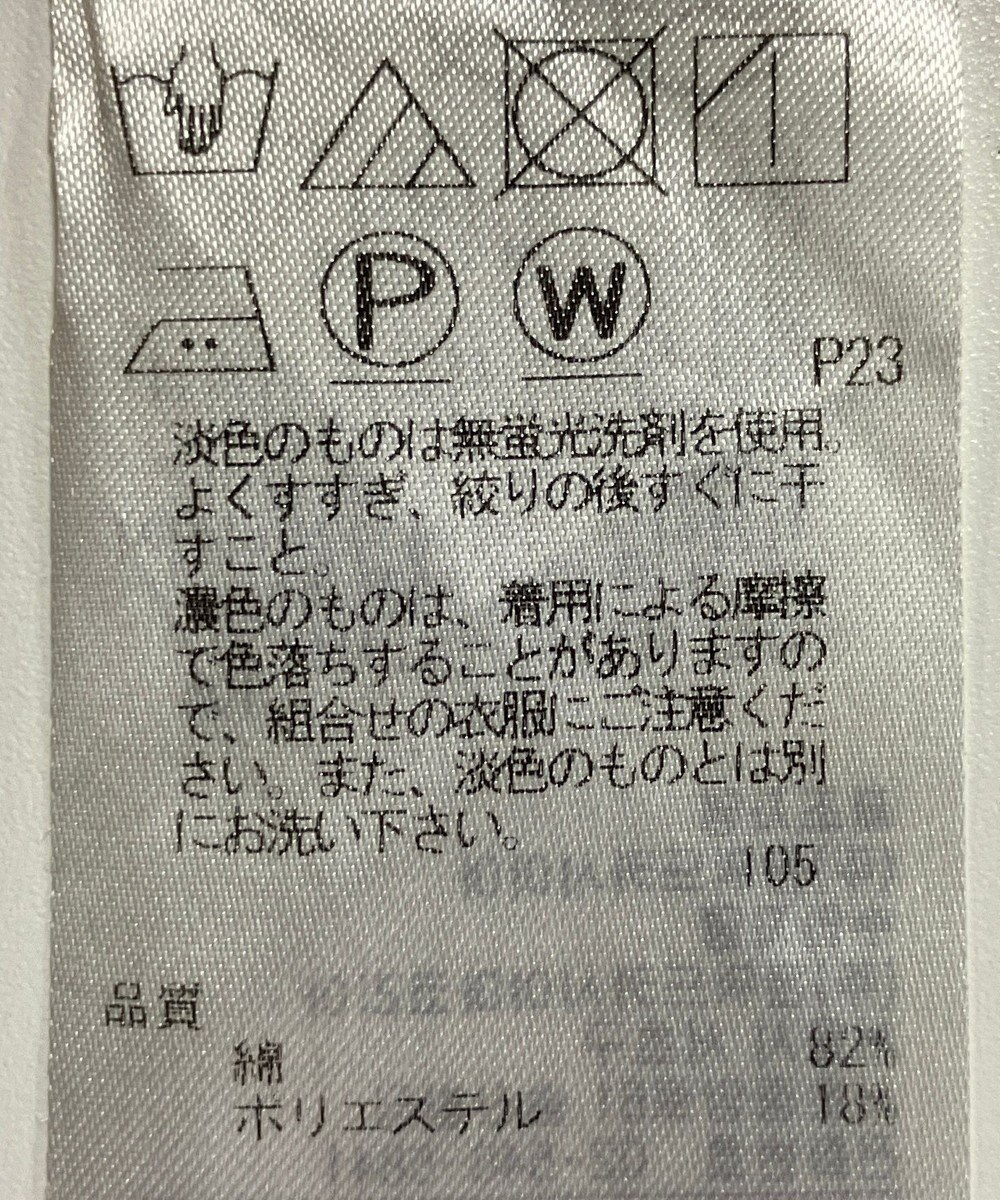 P
W
P23
淡色のものは無蛍光洗剤を使用。
よくすすぎ、絞りの後すぐに干
すこと。
濃色のものは、着用による摩擦
で色落ちすることがありますの
で、組合せの衣服にご注意くだ
さい。また、淡色のものとは別
にお洗い下さい。
105
品質
綿 82%
ポリエステル 18%